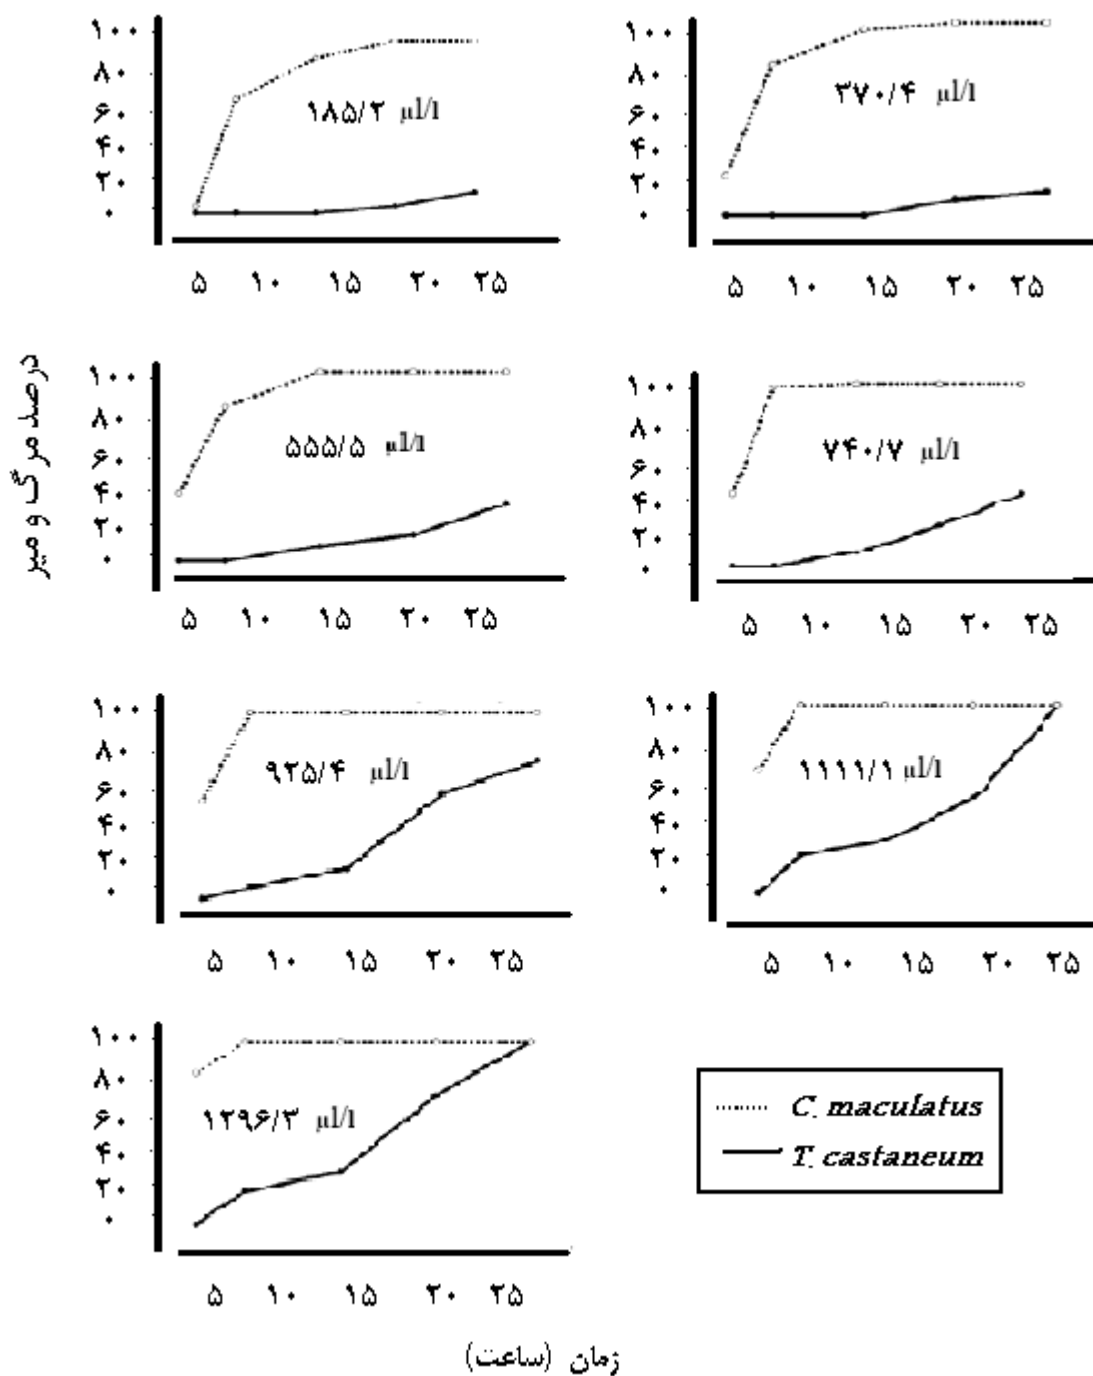 درصد مرگ و میر
۱۰۰
۸۰
۶۰
۴۰
۲۰
۰
۱۸۵/۲ µl/l
۵ ۱۰ ۱۵ ۲۰ ۲۵
۱۰۰
۸۰
۶۰
۴۰
۲۰
۰
۳۷۰/۴ µl/l
۵ ۱۰ ۱۵ ۲۰ ۲۵
۱۰۰
۸۰
۶۰
۴۰
۲۰
۰
۵۵۵/۵ µl/l
۵ ۱۰ ۱۵ ۲۰ ۲۵
۱۰۰
۸۰
۶۰
۴۰
۲۰
۰
۷۴۰/۷ µl/l
۵ ۱۰ ۱۵ ۲۰ ۲۵
۱۰۰
۸۰
۶۰
۴۰
۲۰
۰
۹۲۵/۴ µl/l
۵ ۱۰ ۱۵ ۲۰ ۲۵
۱۰۰
۸۰
۶۰
۴۰
۲۰
۰
۱۱۱۱/۱ µl/l
۵ ۱۰ ۱۵ ۲۰ ۲۵
۱۰۰
۸۰
۶۰
۴۰
۲۰
۰
۱۲۹۶/۳ µl/l
۵ ۱۰ ۱۵ ۲۰ ۲۵
C. maculatus
T. castaneum
زمان (ساعت)